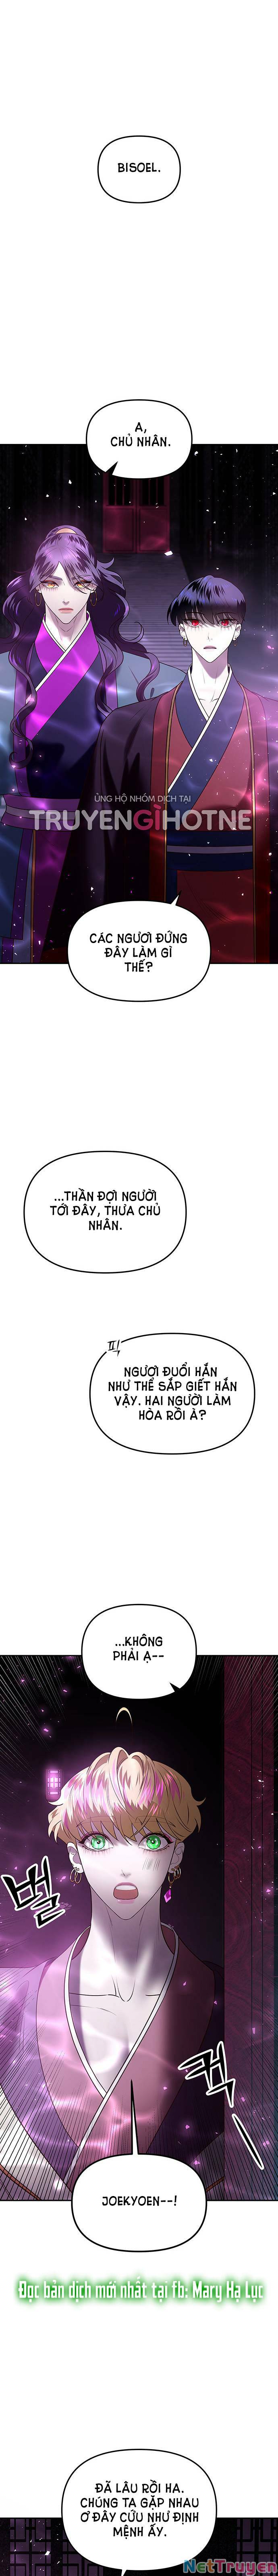 BISOEL.
A,
CHỦ NHÂN.
ỦNG HỘ NHÓM DỊCH TẠI
TRUYENGIHOTNE
CÁC NGƯƠI ĐỨNG
ĐÂY LÀM GÌ
THẾ?
...THẦN ĐỢI NGƯỜI
TỚI ĐÂY, THƯA CHỦ
NHÂN.
픽
NGƯƠI ĐUỔI HẮN
NHƯ THỂ SẮP GIẾT HẮN
VẬY. HAI NGƯỜI LÀM
HÒA RỒI À?
...KHÔNG
PHẢI Ạ--
벌
컥
JOEKYOEN--!
Đọc bản dịch mới nhất tại fb: Mary Hạ Lục
ĐÃ LÂU RỒI HA.
CHÚNG TA GẶP NHAU
Ở ĐÂY CỨ NHƯ ĐỊNH
MỆNH ẤY.
NetTruyen